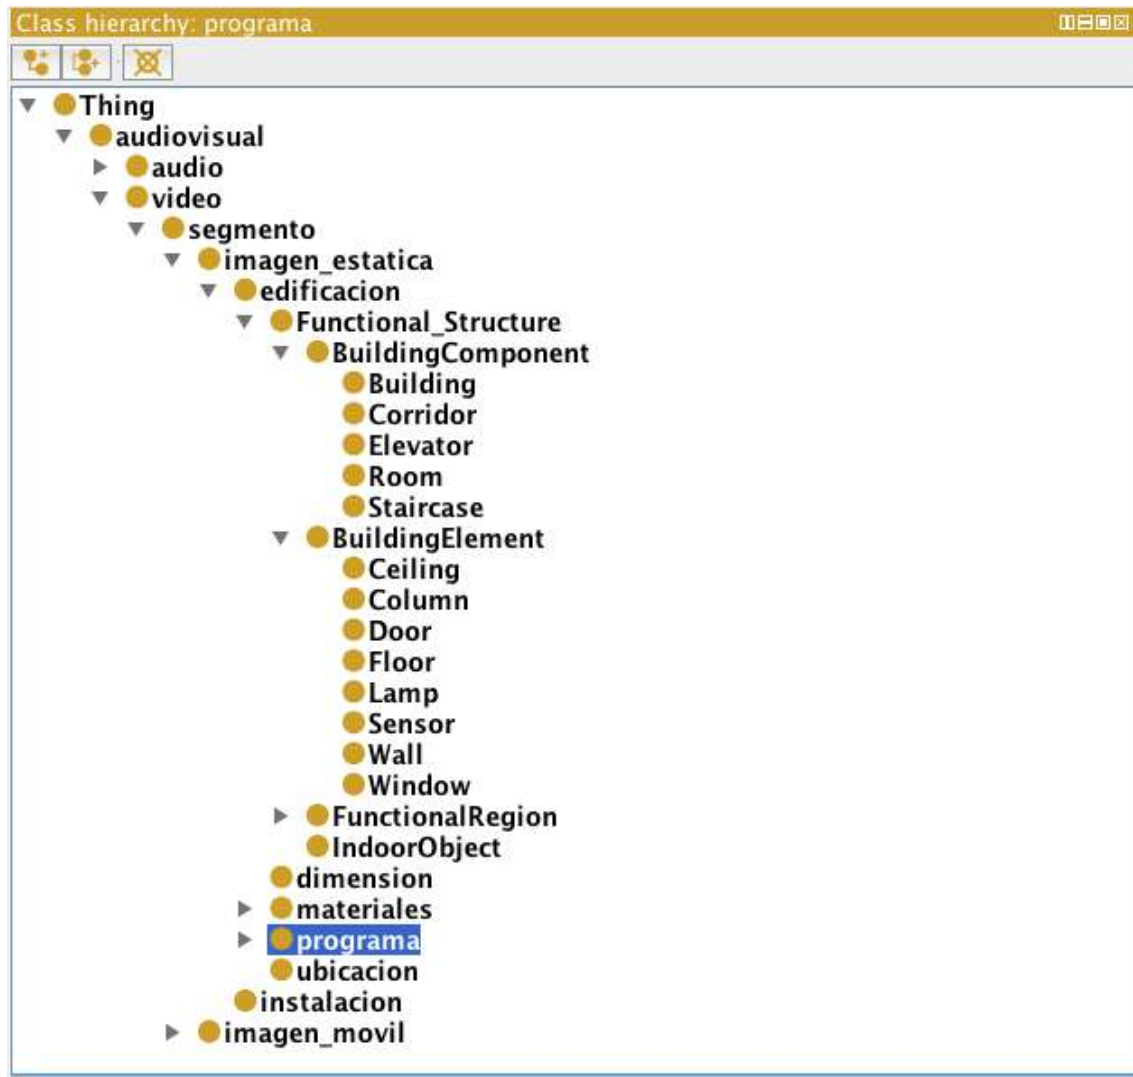 Class hierarchy: programa
Thing
audiovisual
audio
video
segmento
imagen_estatica
edificacion
Functional_Structure
BuildingComponent
Building
Corridor
Elevator
Room
Staircase
BuildingElement
Ceiling
Column
Door
Floor
Lamp
Sensor
Wall
Window
FunctionalRegion
IndoorObject
dimension
materiales
programa
ubicacion
instalacion
imagen_movil